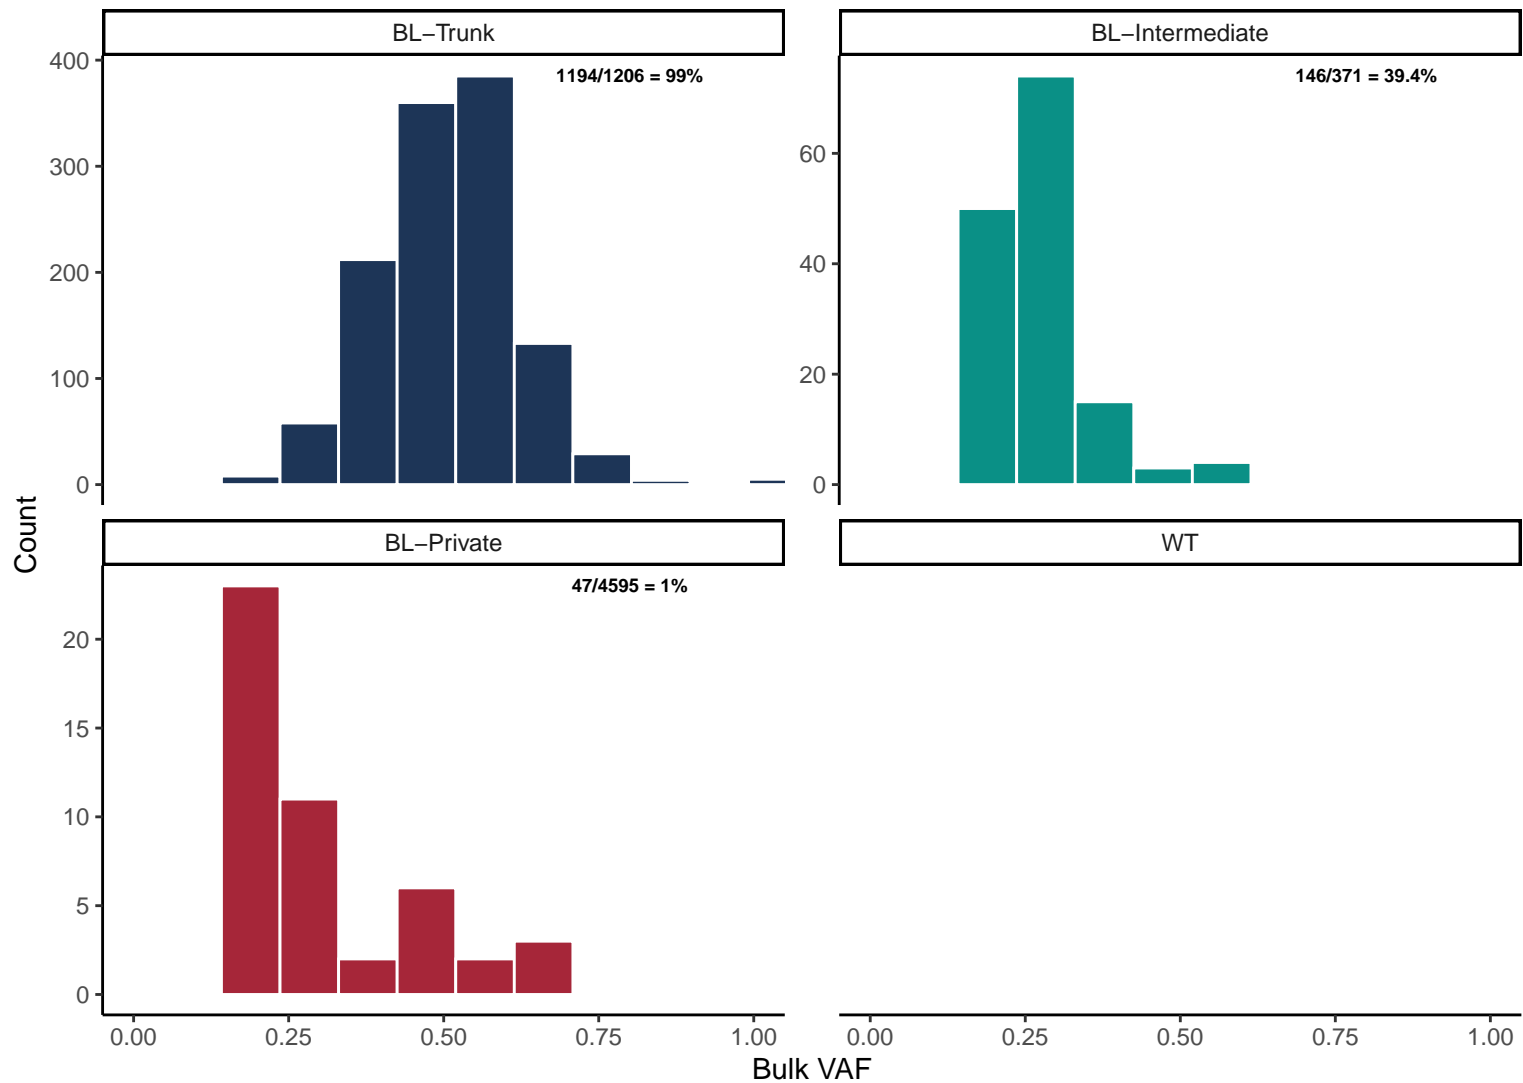 BL−Trunk
1194/1206 = 99%
400
300
200
100
0
BL−Intermediate
146/371 = 39.4%
60
40
20
0
BL−Private
47/4595 = 1%
20
15
10
5
0
0.00 0.25 0.50 0.75 1.00
WT
0.00 0.25 0.50 0.75 1.00
Count
Bulk VAF